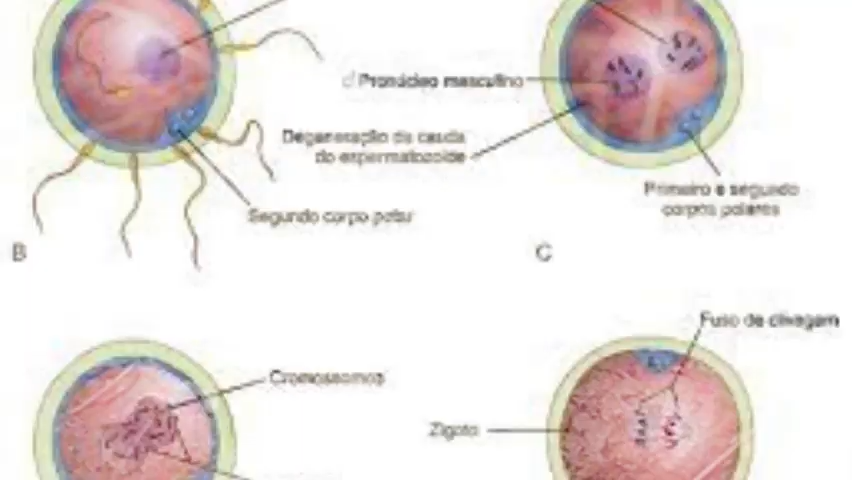 ♂ Pronúcleo masculino
Degeneração da cauda
do espermatozoide
Segundo corpo polar
Primeiro e segundo
corpos polares
B
C
Fuso de clivagem
Cromossomos
Zigoto